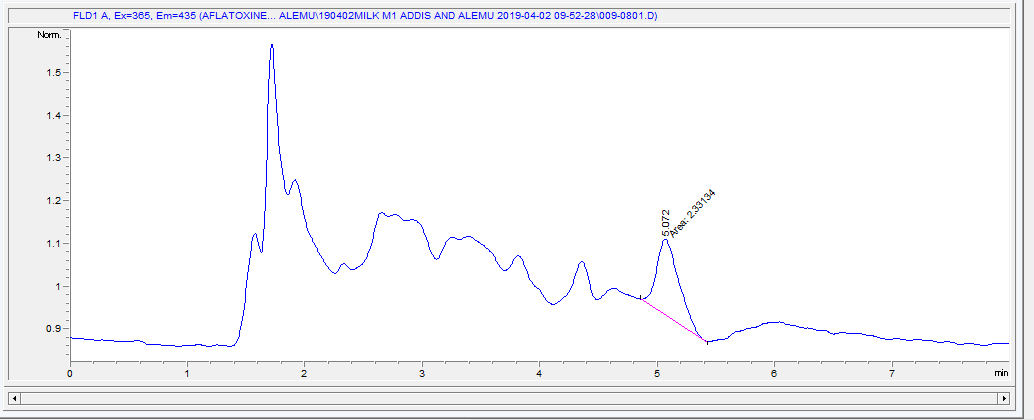 FLD1 A, Ex=365, Em=435 (AFLATOXINE... ALEMU\190402MILK M1 ADDIS AND ALEMU 2019-04-02 09-52-28\009-0801.D)
Norm.
1.5
1.4
1.3
1.2
1.1
1
0.9
5.072
Area: 2.33134
0 1 2 3 4 5 6 7 min